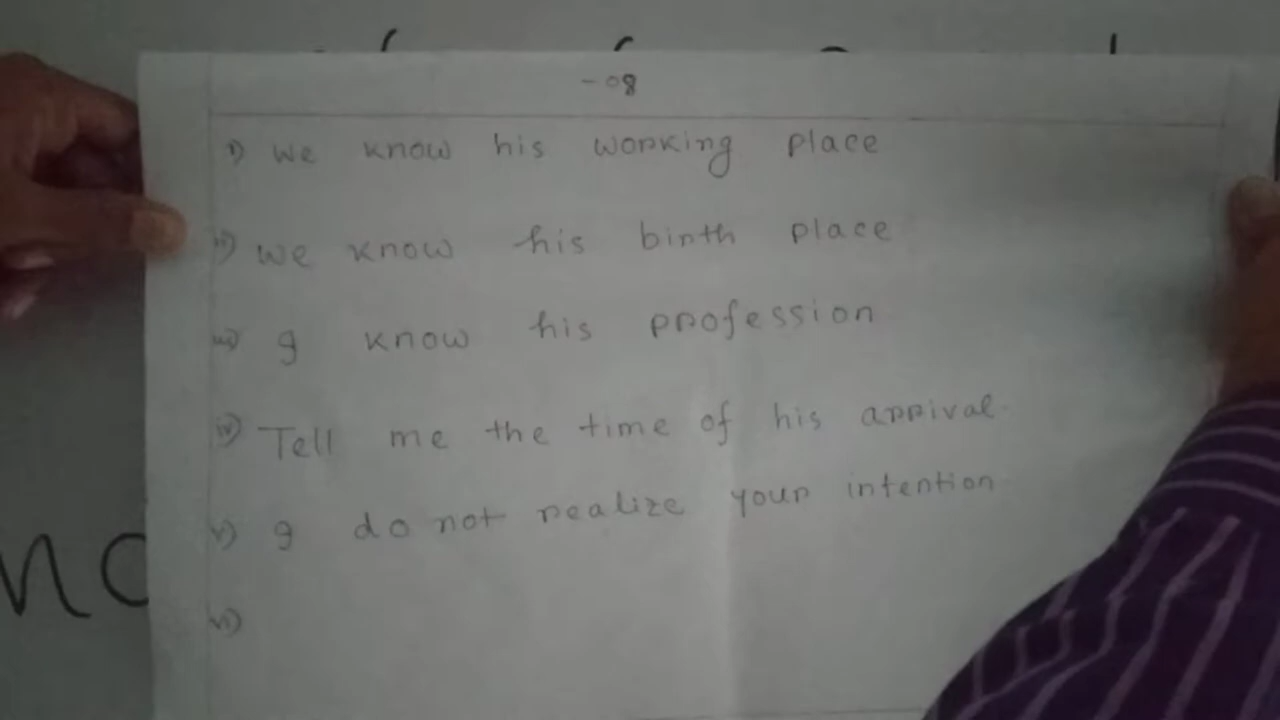 -08
i) We know his working place
ii) We know his birth place
iii) I know his profession
iv) Tell me the time of his arrival.
v) I do not realize your intention.
vi)
no